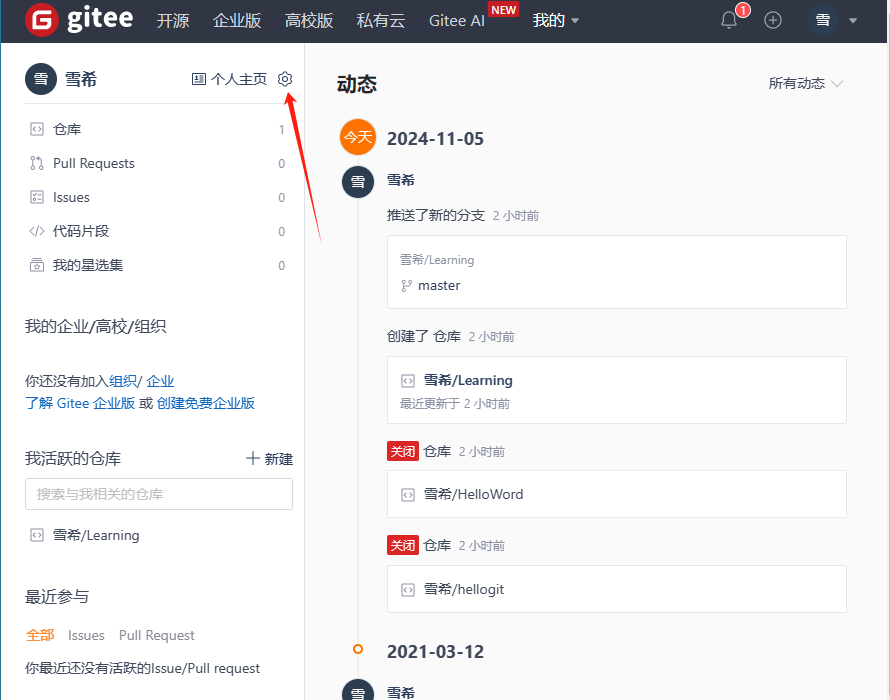 gitee 开源 企业版 高校版 私有云 Gitee AI NEW 我的 1 雪
雪 雪希 个人主页
仓库 1
Pull Requests 0
Issues 0
代码片段 0
我的星选集 0
我的企业/高校/组织
你还没有加入组织/ 企业
了解 Gitee 企业版 或 创建免费企业版
我活跃的仓库 新建
搜索与我相关的仓库
雪希/Learning
最近参与
全部 Issues Pull Request
你最近还没有活跃的Issue/Pull request
动态 所有动态
今天 2024-11-05
雪 雪希
推送了新的分支 2 小时前
雪希/Learning
master
创建了 仓库 2 小时前
雪希/Learning
最近更新于 2 小时前
关闭 仓库 2 小时前
雪希/HelloWord
关闭 仓库 2 小时前
雪希/hellogit
2021-03-12
雪 雪希